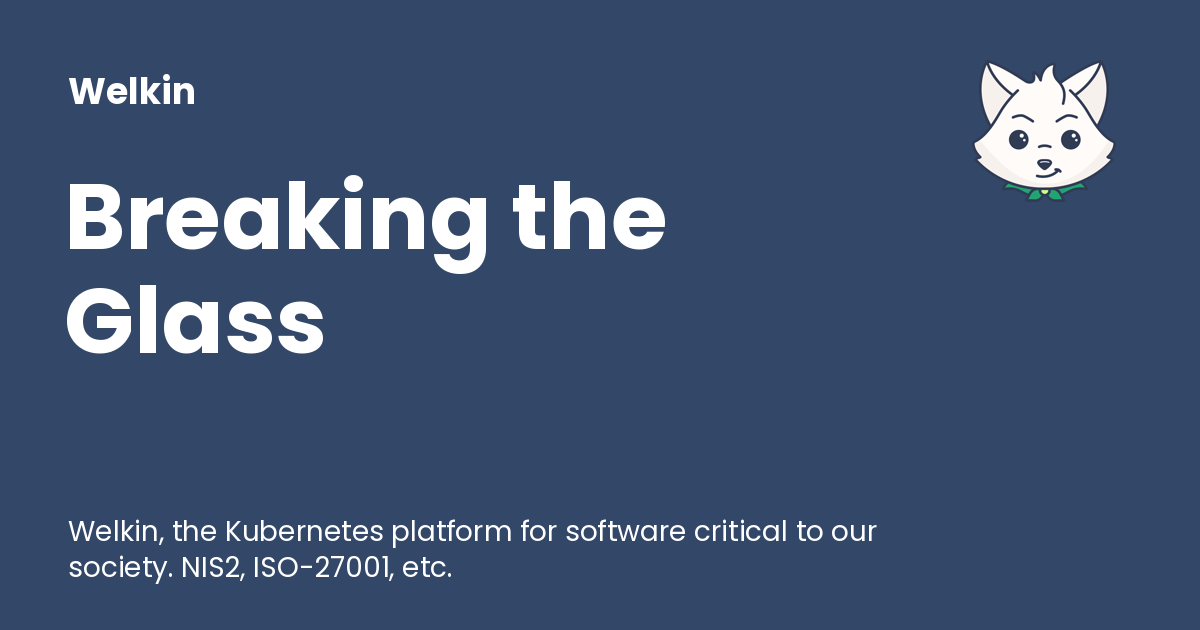 Welkin
Breaking the
Glass
Welkin, the Kubernetes platform for software critical to our
society. NIS2, ISO-27001, etc.